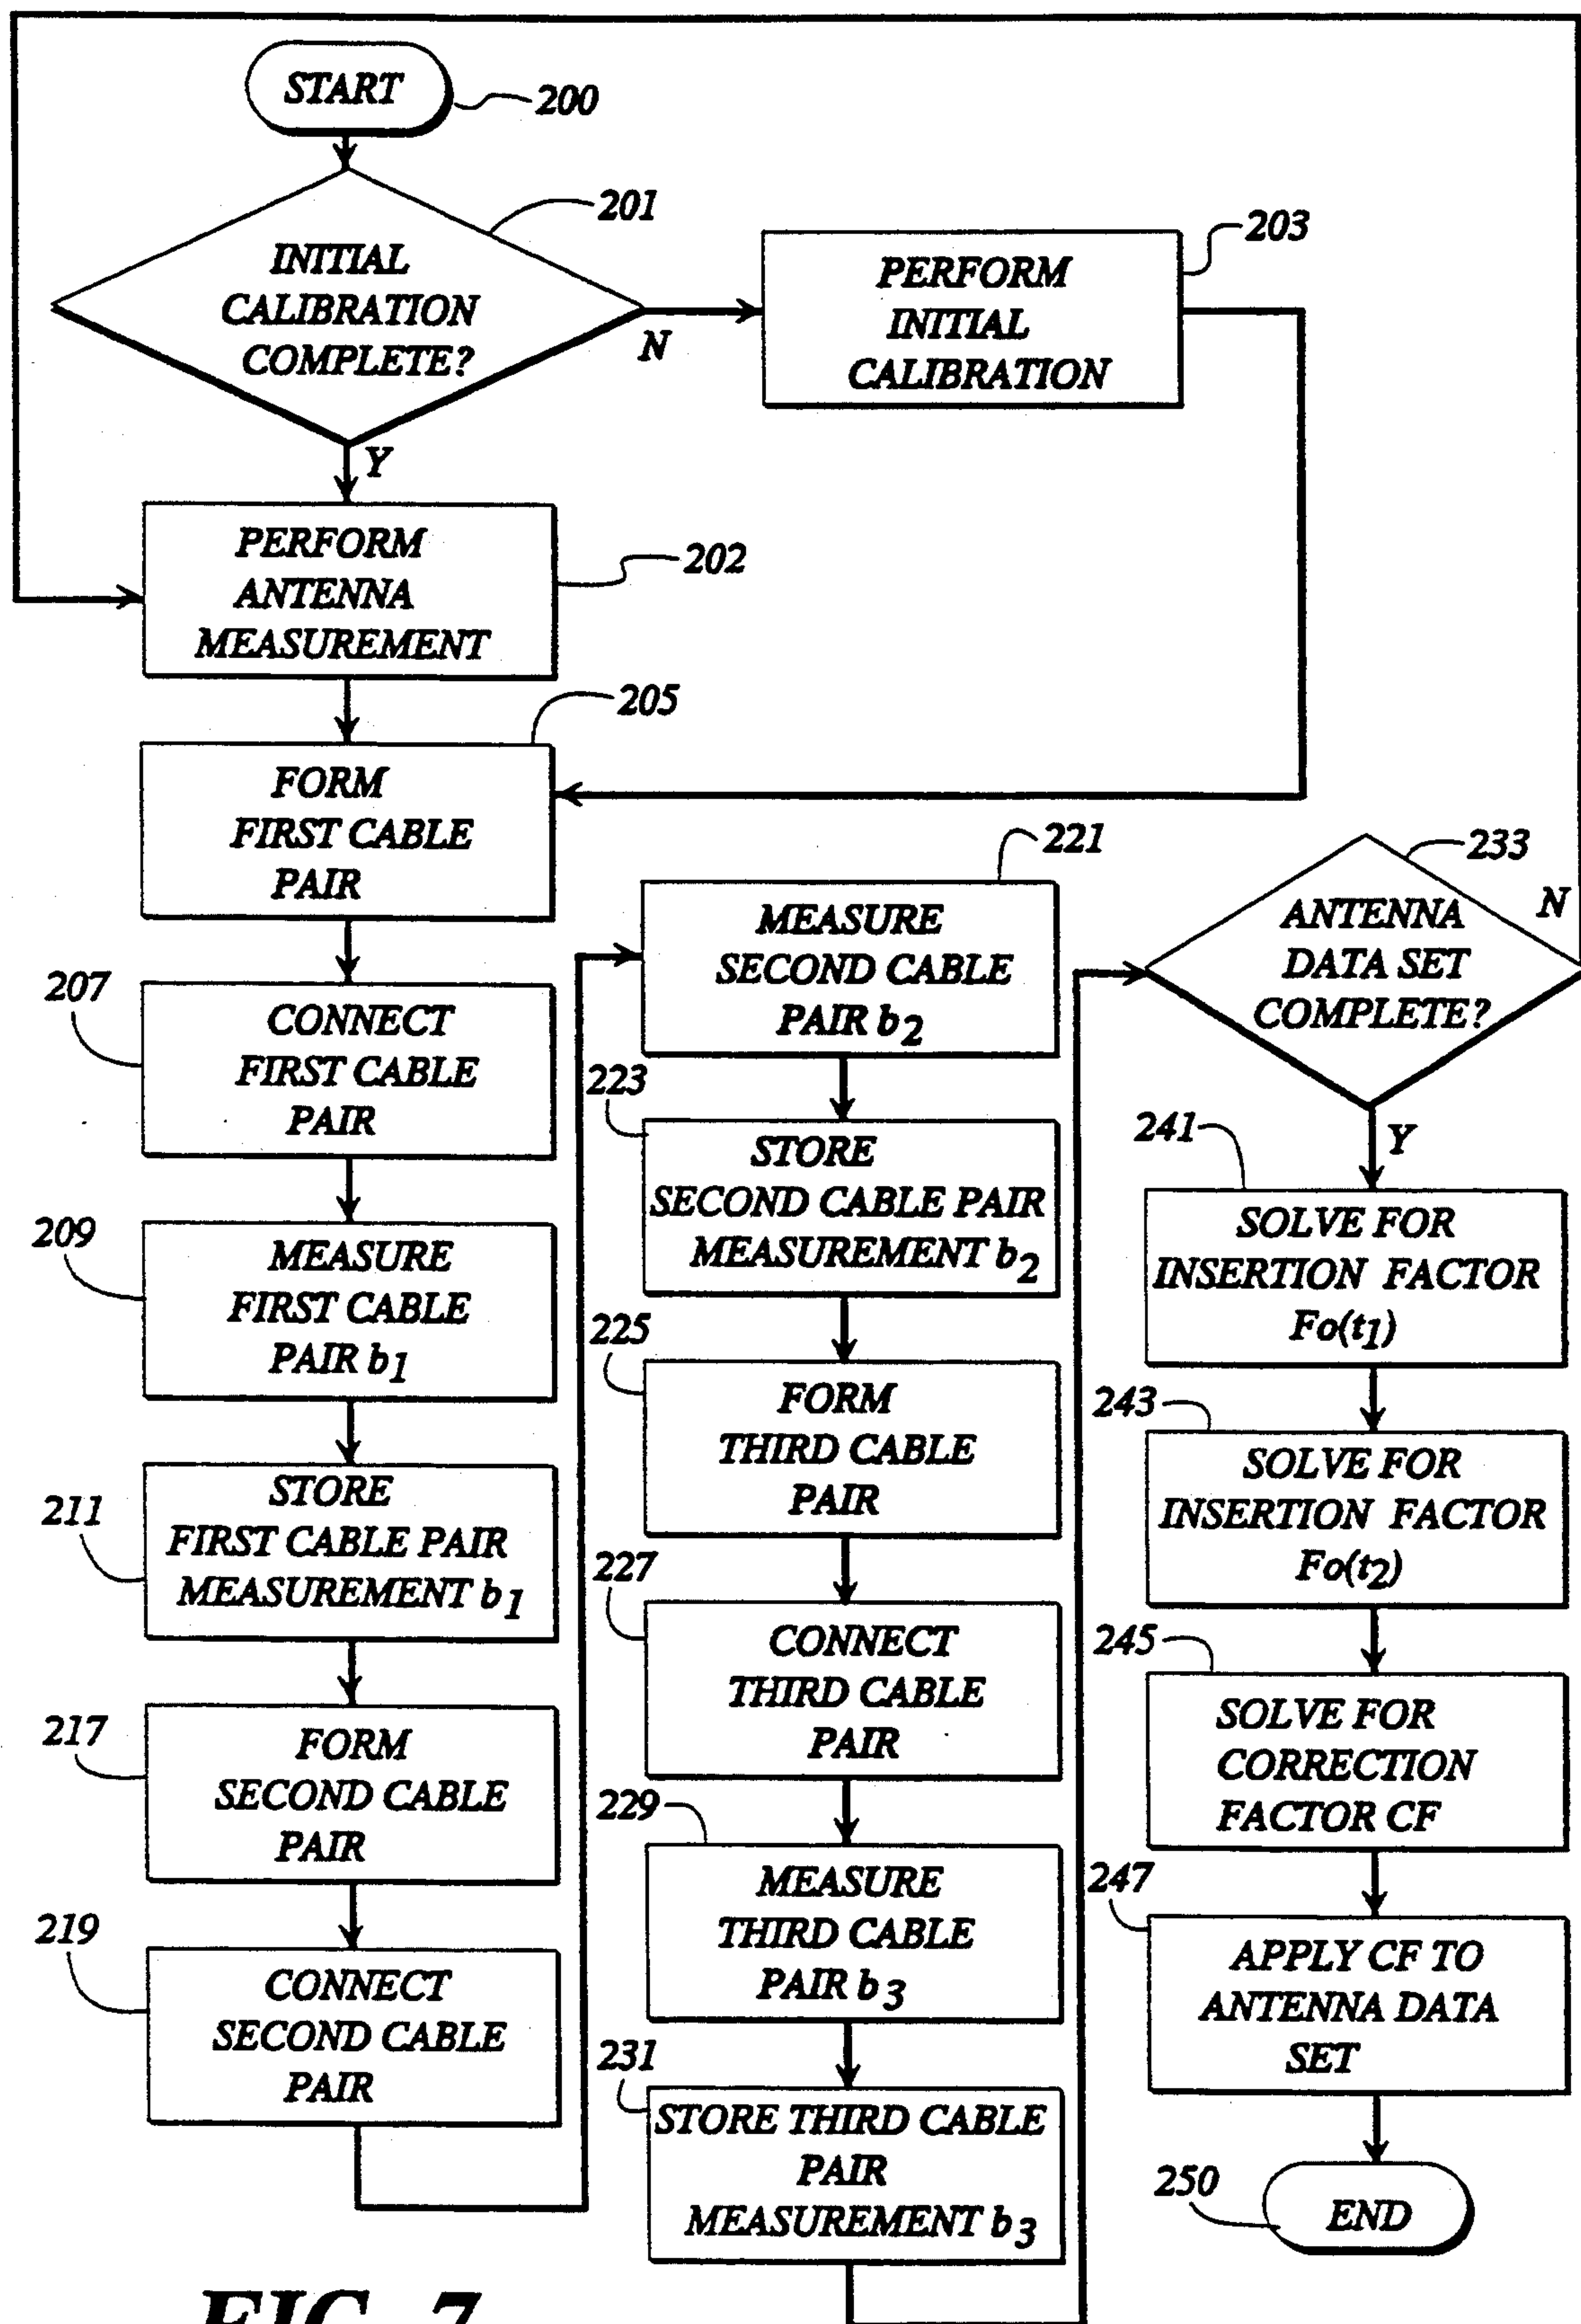 START
200
201
INITIAL
CALIBRATION
COMPLETE?
N
Y
203
PERFORM
INITIAL
CALIBRATION
PERFORM
ANTENNA
MEASUREMENT
202
205
FORM
FIRST CABLE
PAIR
207
CONNECT
FIRST CABLE
PAIR
209
MEASURE
FIRST CABLE
PAIR b1
211
STORE
FIRST CABLE PAIR
MEASUREMENT b1
217
FORM
SECOND CABLE
PAIR
219
CONNECT
SECOND CABLE
PAIR
221
MEASURE
SECOND CABLE
PAIR b2
223
STORE
SECOND CABLE PAIR
MEASUREMENT b2
225
FORM
THIRD CABLE
PAIR
227
CONNECT
THIRD CABLE
PAIR
229
MEASURE
THIRD CABLE
PAIR b3
231
STORE THIRD CABLE
PAIR
MEASUREMENT b3
233
N
ANTENNA
DATA SET
COMPLETE?
Y
241
SOLVE FOR
INSERTION FACTOR
Fo(t1)
243
SOLVE FOR
INSERTION FACTOR
Fo(t2)
245
SOLVE FOR
CORRECTION
FACTOR CF
247
APPLY CF TO
ANTENNA DATA
SET
250
END
FIG. 7